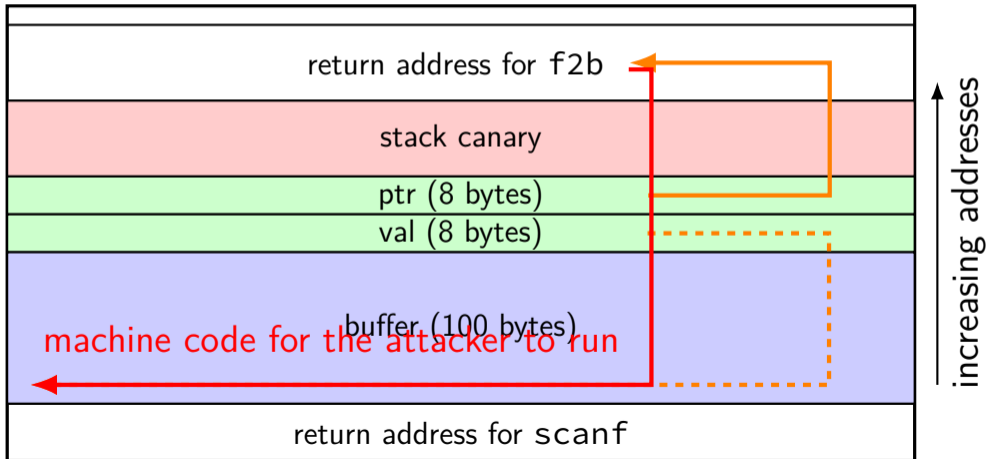 return address for f2b
stack canary
ptr (8 bytes)
val (8 bytes)
buffer (100 bytes)
machine code for the attacker to run
return address for scanf
increasing addresses